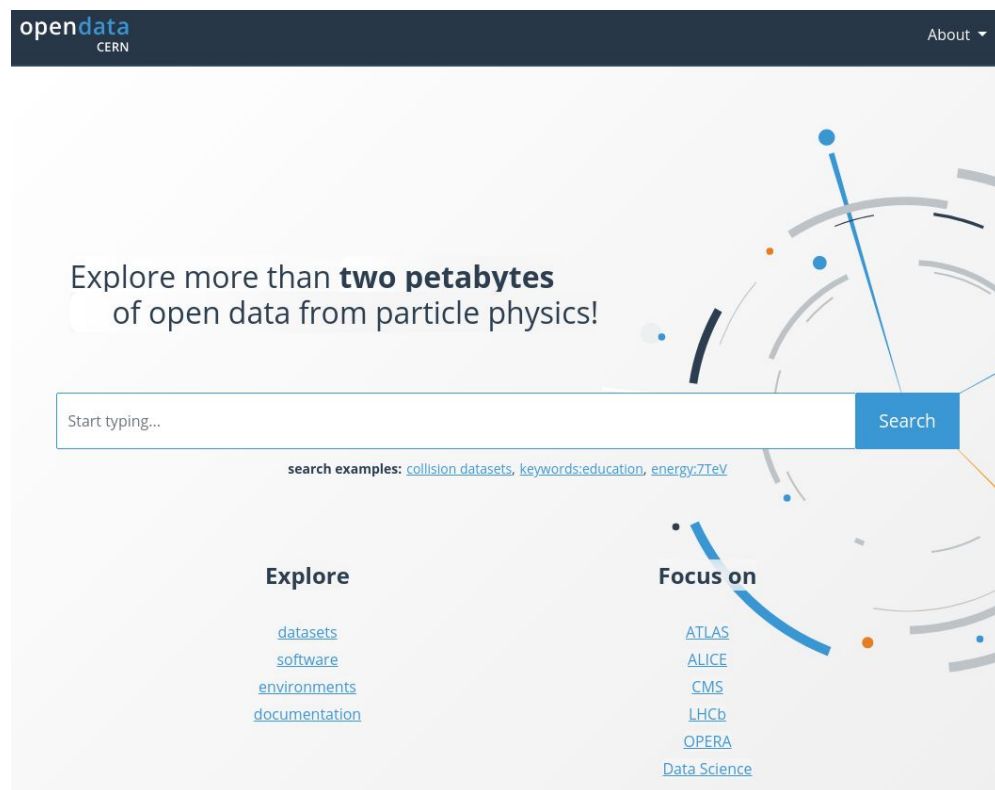 opendata
CERN
About
Explore more than two petabytes
of open data from particle physics!
Start typing...
Search
search examples: collision datasets, keywords:education, energy:7TeV
Explore
datasets
software
environments
documentation
Focus on
ATLAS
ALICE
CMS
LHCb
OPERA
Data Science